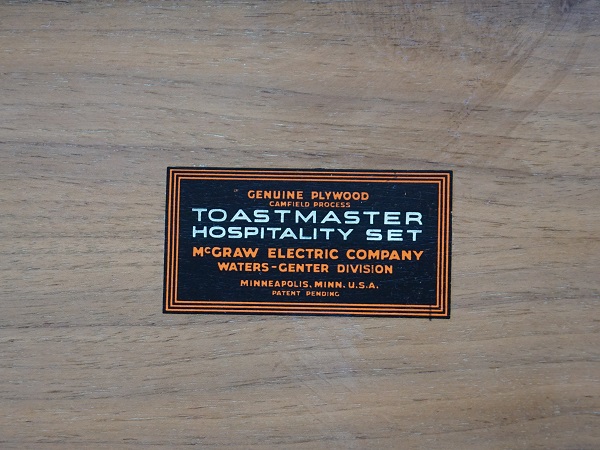 GENUINE PLYWOOD
CAMFIELD PROCESS
TOASTMASTER
HOSPITALITY SET
McGRAW ELECTRIC COMPANY
WATERS-GENTER DIVISION
MINNEAPOLIS, MINN. U.S.A.
PATENT PENDING